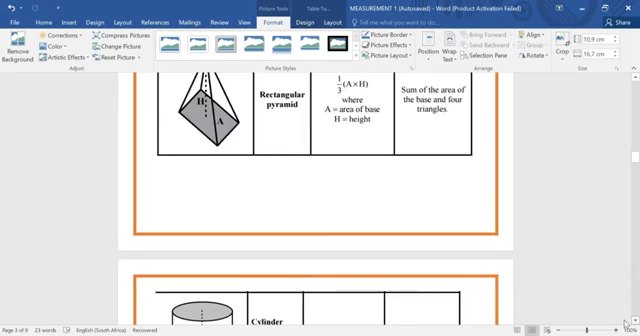 MEASUREMENT 1 (Autosaved) - Word (Product Activation Failed)
Picture Tools
Table To...
File Home Insert Draw Design Layout References Mailings Review View Format Design Layout Tell me what you want to do... Share
Remove Background
Corrections
Color
Artistic Effects
Compress Pictures
Change Picture
Reset Picture
Adjust
Picture Styles
Picture Border
Picture Effects
Picture Layout
Position
Wrap Text
Bring Forward
Send Backward
Selection Pane
Align
Group
Rotate
Arrange
Crop
10,9 cm
16.7 cm
Size
H
A
Rectangular
pyramid
1/3 (A × H)
where
A = area of base
H = height
Sum of the area of
the base and four
triangles.
Cylinder
Page 3 of 9 23 words English (South Africa) Recovered
100%